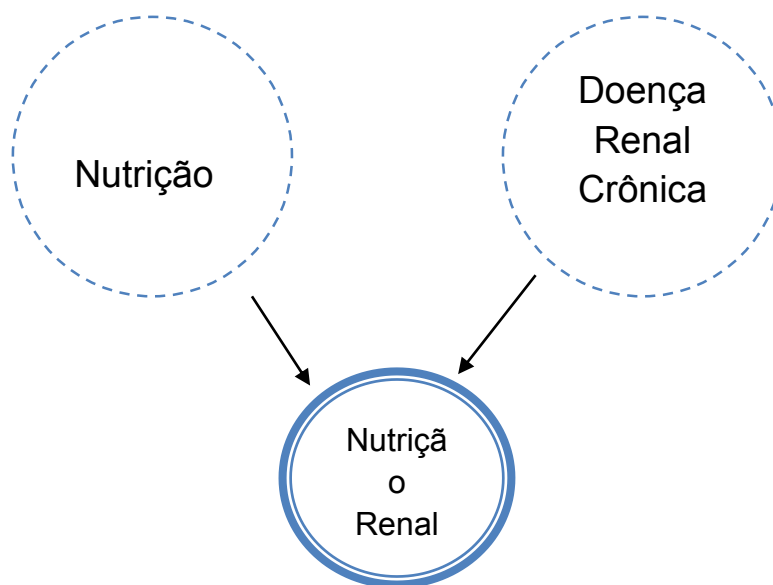 Nutrição
Doença
Renal
Crônica
Nutriçã
o
Renal